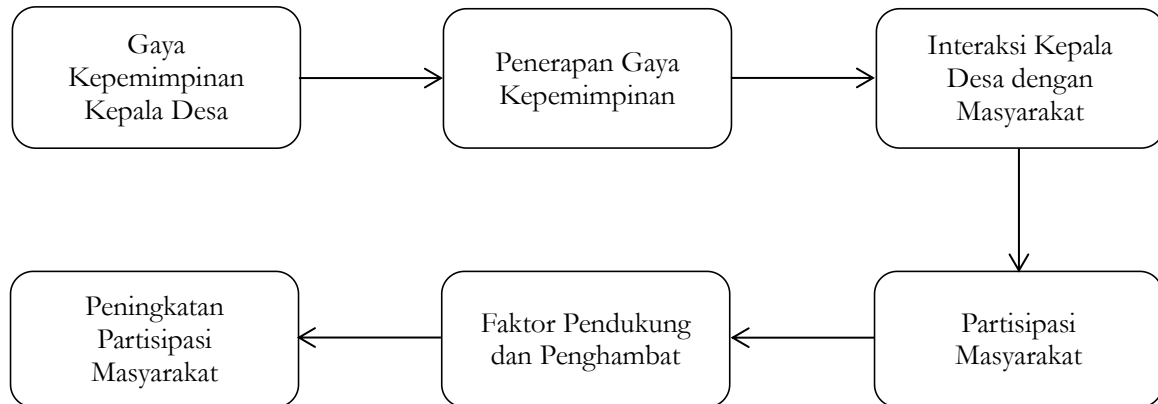 Gaya
Kepemimpinan
Kepala Desa
Penerapan Gaya
Kepemimpinan
Interaksi Kepala
Desa dengan
Masyarakat
Partisipasi
Masyarakat
Faktor Pendukung
dan Penghambat
Peningkatan
Partisipasi
Masyarakat